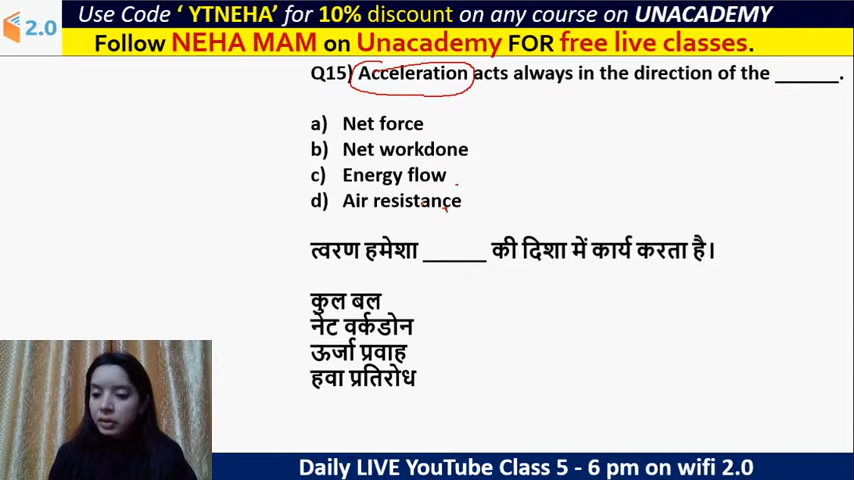 Use Code ‘ YTNEHA’ for 10% discount on any course on UNACADEMY
2.0
Follow NEHA MAM on Unacademy FOR free live classes.
Q15) Acceleration acts always in the direction of the ______.
a) Net force
b) Net workdone
c) Energy flow
d) Air resistance
त्वरण हमेशा ______ की दिशा में कार्य करता है।
कुल बल
नेट वर्कडोन
ऊर्जा प्रवाह
हवा प्रतिरोध
Daily LIVE YouTube Class 5 - 6 pm on wifi 2.0